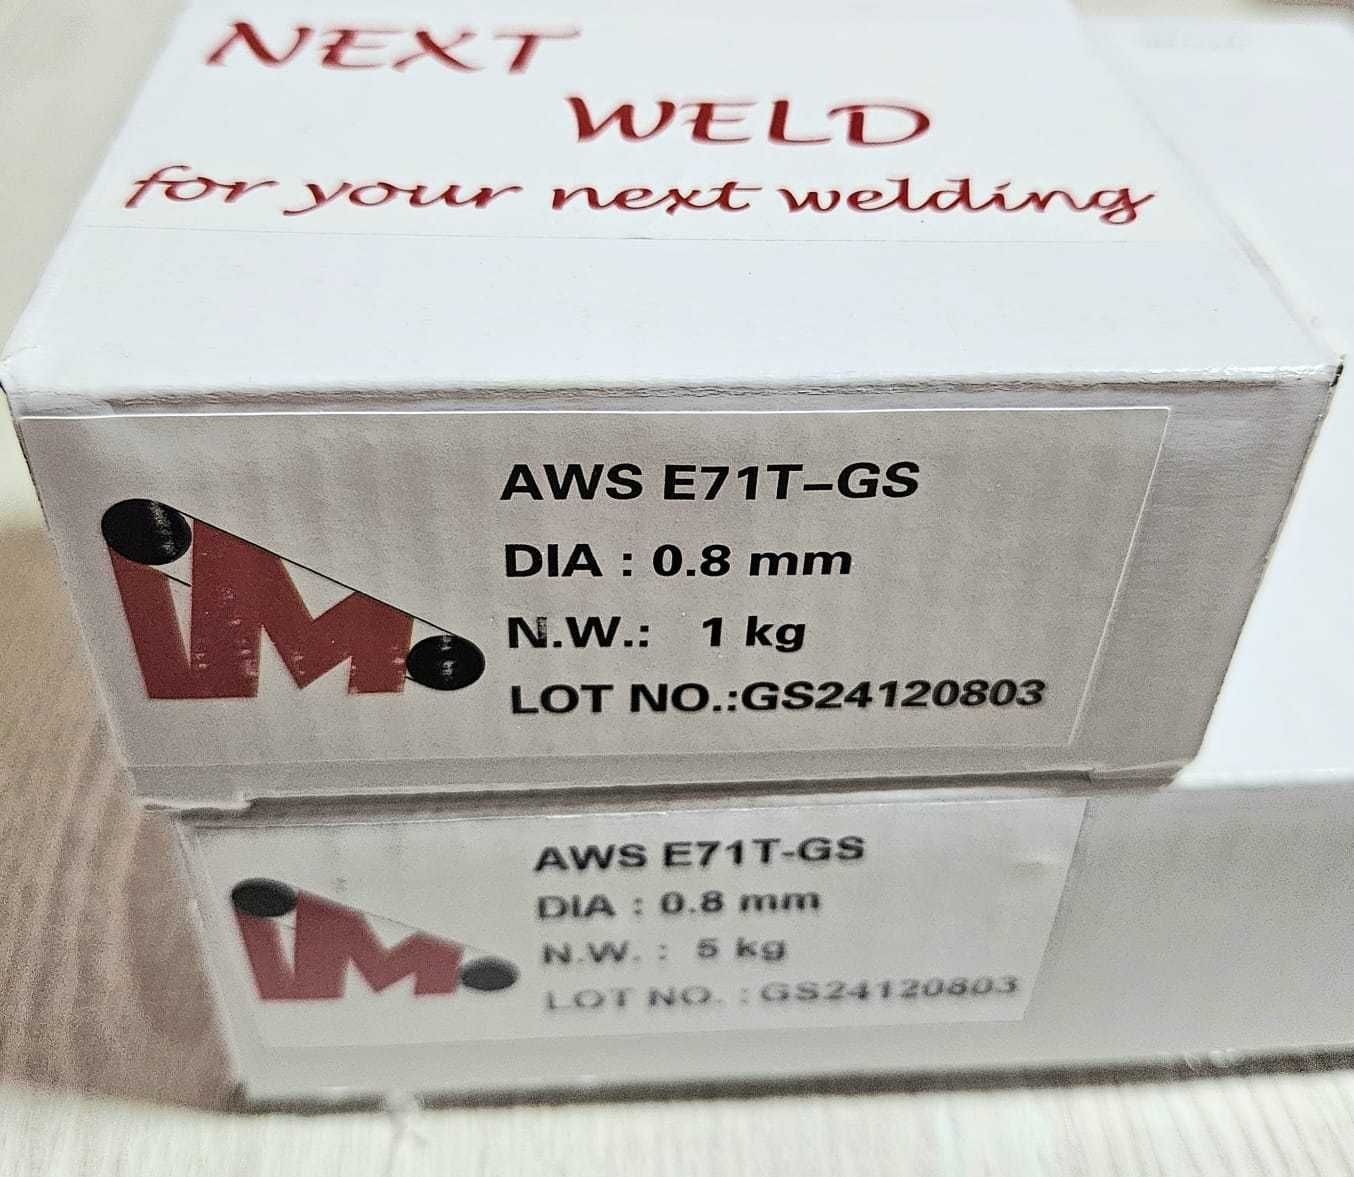 NEXT
WELD
for your next welding
AWS E71T-GS
DIA : 0.8 mm
N.W.: 1 kg
LOT NO.:GS24120803
AWS E71T-GS
DIA : 0.8 mm
N.W. : 5 kg
LOT NO. :GS24120803